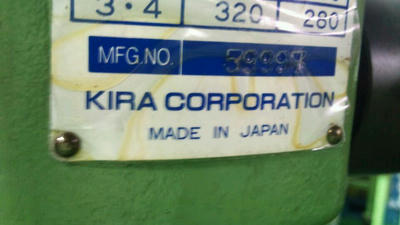 3·4 320 280
MFG.NO.
KIRA CORPORATION
MADE IN JAPAN